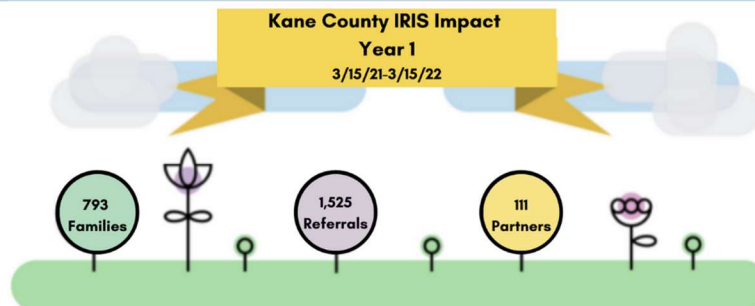 Kane County IRIS Impact
Year 1
3/15/21-3/15/22
793
Families
1,525
Referrals
111
Partners